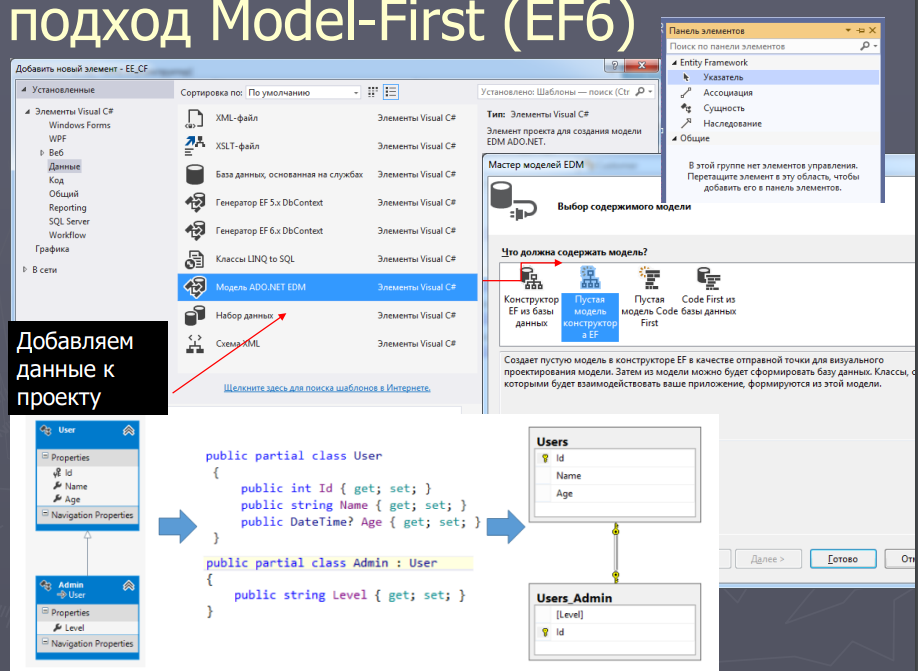 подход Model-First (EF6)
Добавить новый элемент - EE_CF
Установленные
Элементы Visual C#
Windows Forms
WPF
Веб
Данные
Код
Общий
Reporting
SQL Server
Workflow
Графика
В сети
Сортировка по: По умолчанию
XML-файл Элементы Visual C#
XSLT-файл Элементы Visual C#
База данных, основанная на службах Элементы Visual C#
Генератор EF 5.x DbContext Элементы Visual C#
Генератор EF 6.x DbContext Элементы Visual C#
Классы LINQ to SQL Элементы Visual C#
Модель ADO.NET EDM Элементы Visual C#
Набор данных Элементы Visual C#
Схема XML Элементы Visual C#
Щелкните здесь для поиска шаблонов в Интернете.
Установлено: Шаблоны — поиск (Ctr
Тип: Элементы Visual C#
Элемент проекта для создания модели
EDM ADO.NET.
Панель элементов
Поиск по панели элементов
Entity Framework
Указатель
Ассоциация
Сущность
Наследование
Общие
В этой группе нет элементов управления.
Перетащите элемент в эту область, чтобы
добавить его в панель элементов.
Мастер моделей EDM
Выбор содержимого модели
Что должна содержать модель?
Конструктор
EF из базы
данных
Пустая
модель
конструктор
а EF
Пустая
модель Code
First
Code First из
базы данных
Создает пустую модель в конструкторе EF в качестве отправной точки для визуального
проектирования модели. Затем из модели можно будет сформировать базу данных. Классы, с
которыми будет взаимодействовать ваше приложение, формируются из этой модели.
Далее >
Готово
Отм
Добавляем
данные к
проекту
User
Properties
Id
Name
Age
Navigation Properties
Admin
User
Properties
Level
Navigation Properties
public partial class User
{
public int Id { get; set; }
public string Name { get; set; }
public DateTime? Age { get; set; }
}
public partial class Admin : User
{
public string Level { get; set; }
}
Users
Id
Name
Age
Users_Admin
[Level]
Id